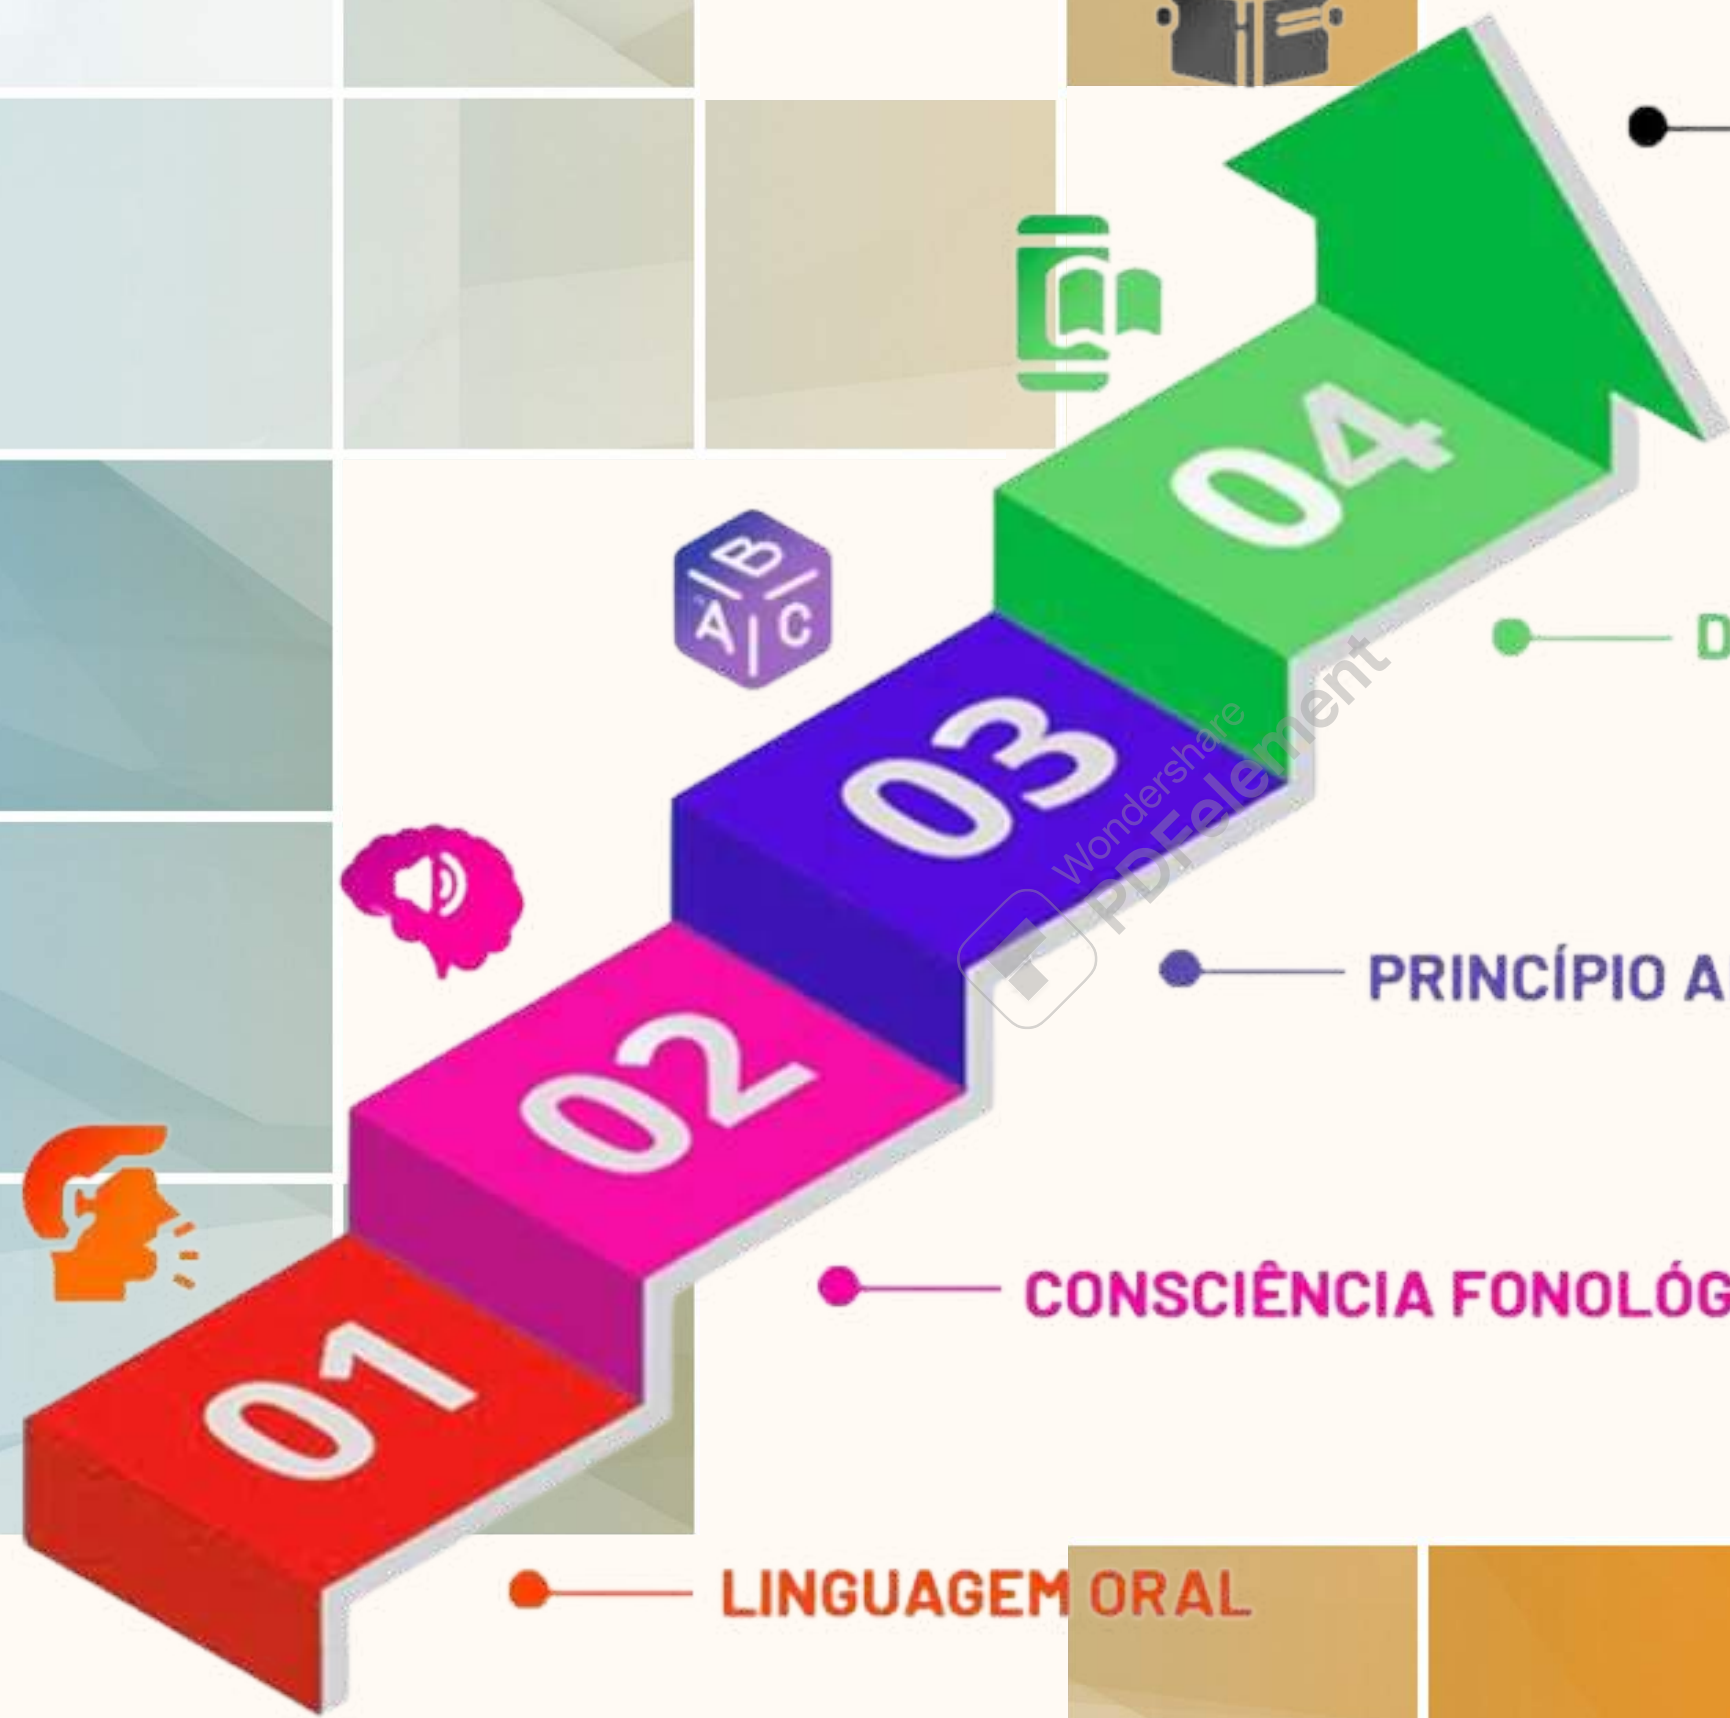 B
A C
04
D
03
Wondershare
PDFelement
PRINCÍPIO
02
CONSCIÊNCIA FONOLÓG
01
LINGUAGEM ORAL